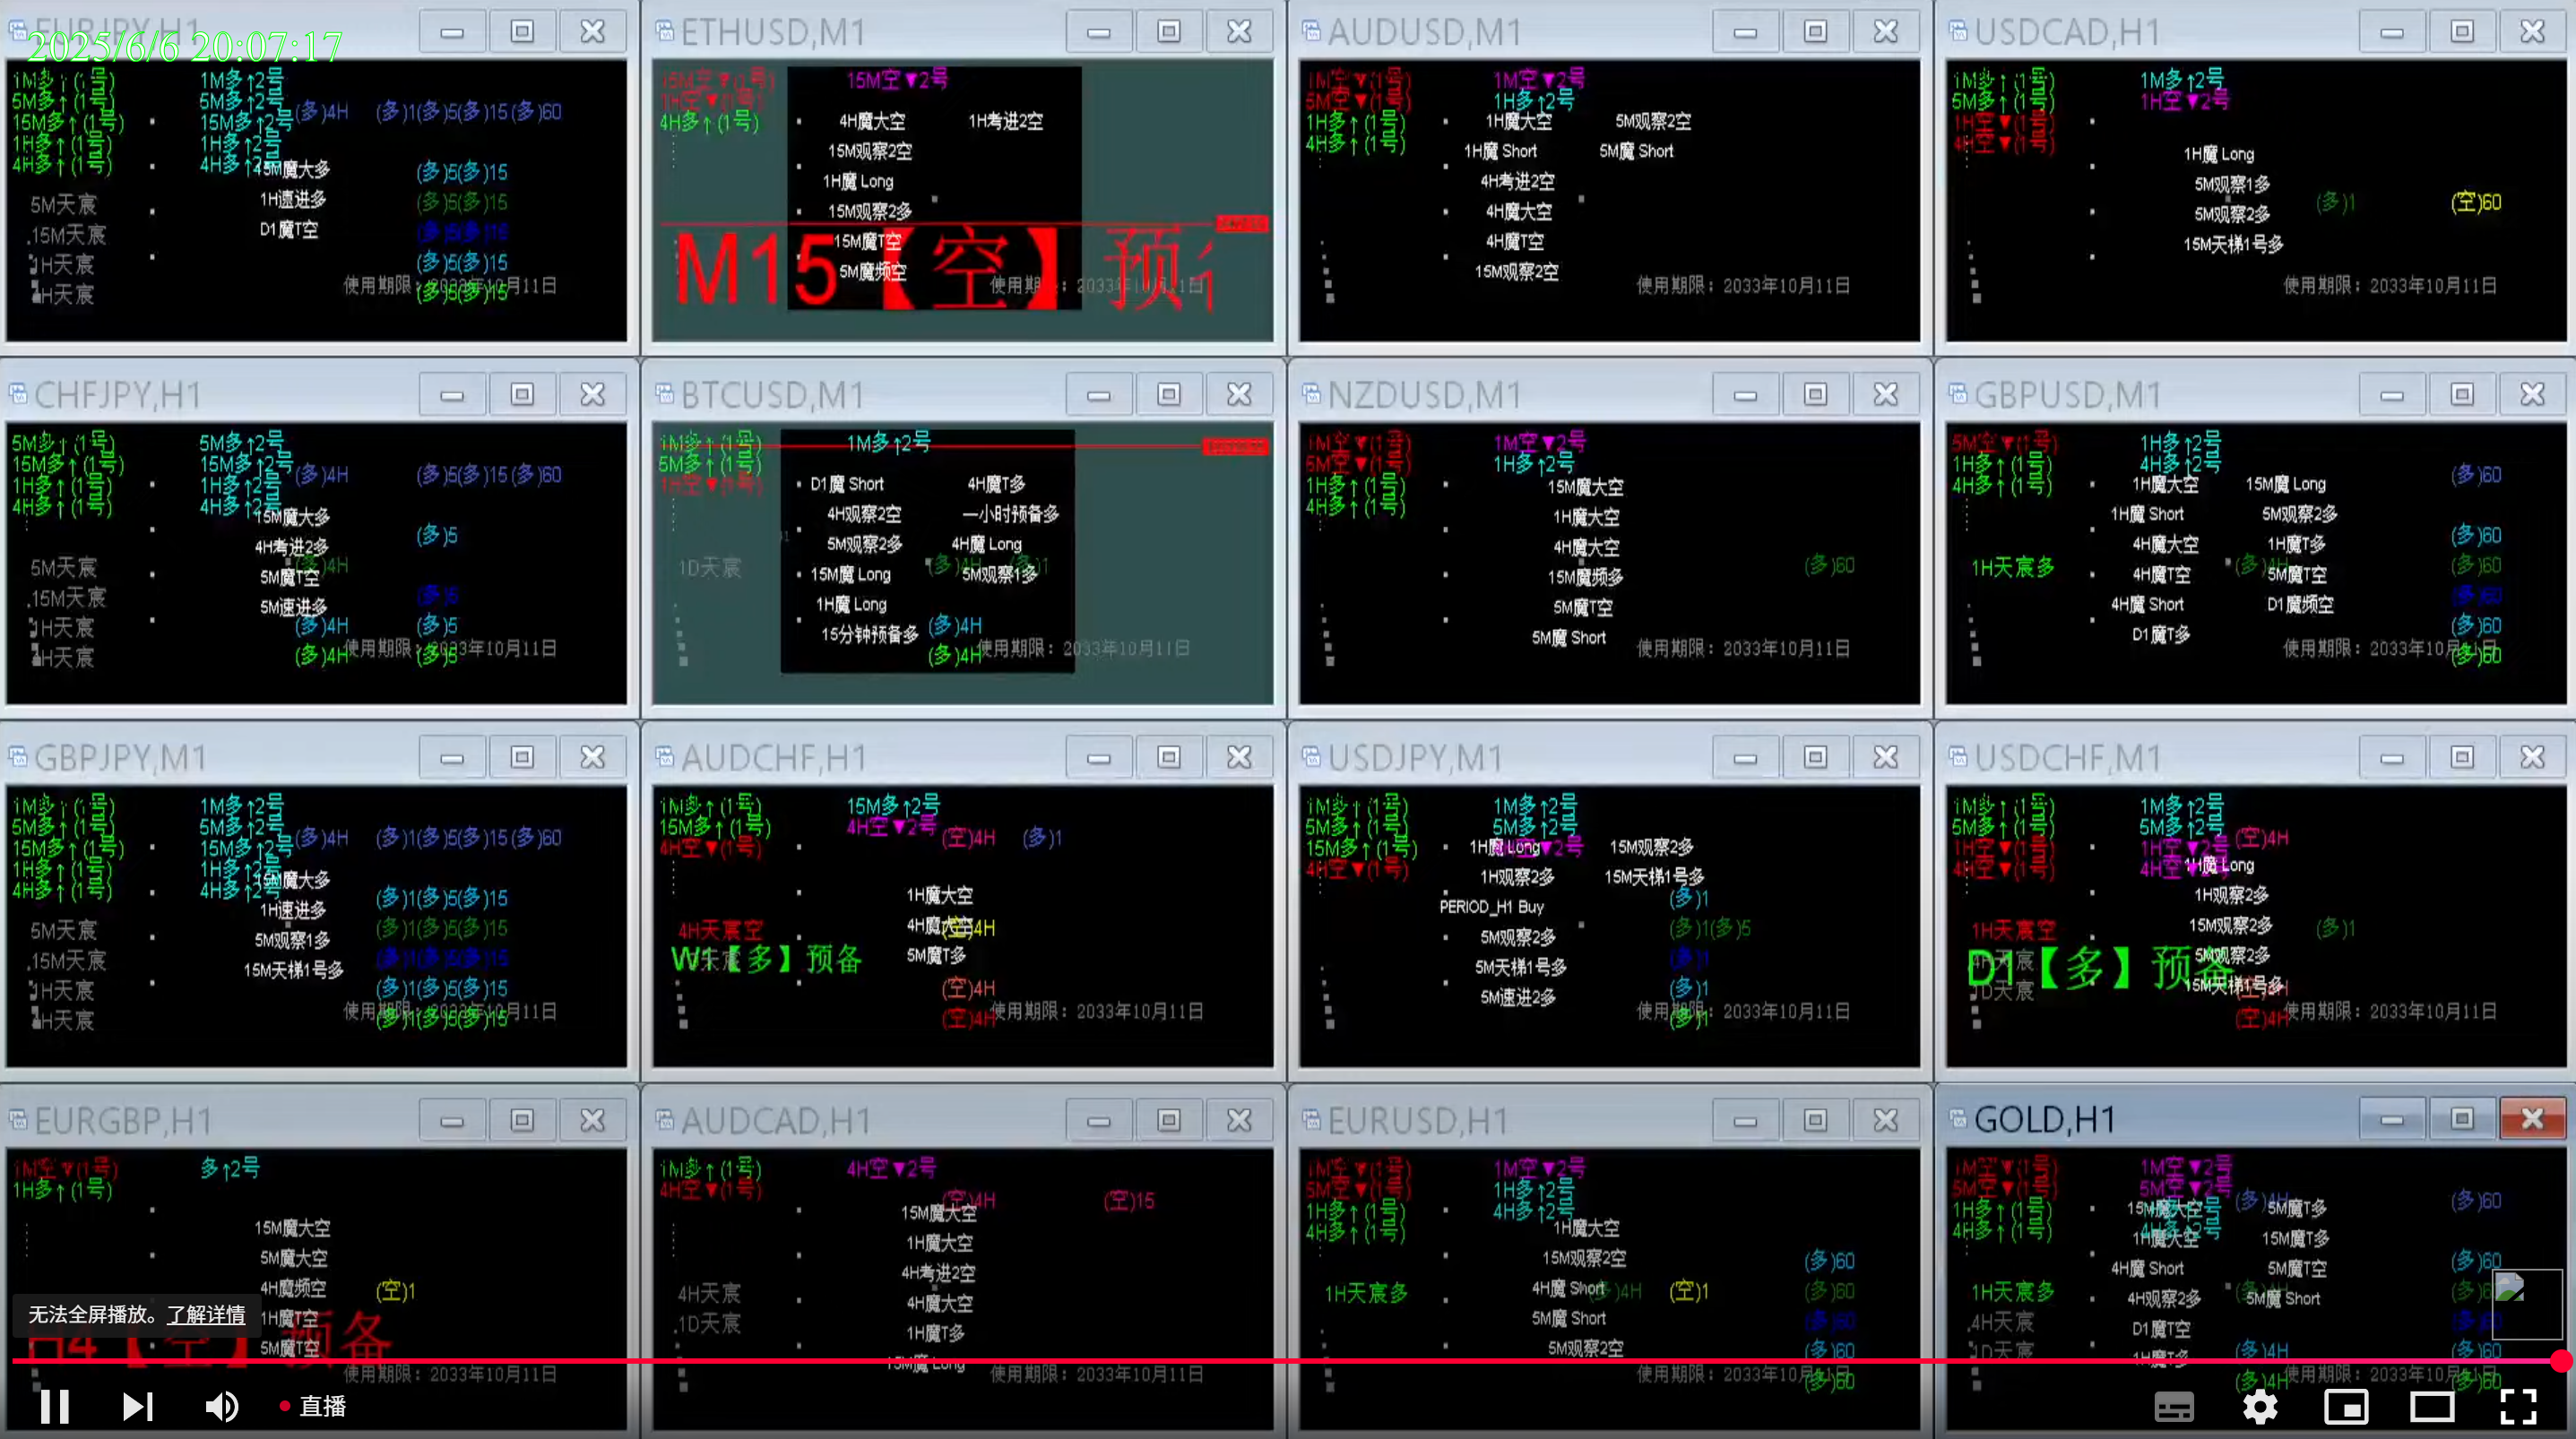 2025/6/6 20:07:17
EURJPY,H1
1M多↑(1号)
5M多↑(1号)
15M多↑(1号)
1H多↑(1号)
4H多↑(1号)
1M多↑2号
5M多↑2号
15M多↑2号
1H多↑2号
4H多↑2号
(多)4H (多)1(多)5(多)15(多)60
15M魔大多 (多)5(多)15
1H速进多 (多)5(多)15
D1魔T空 (多)5(多)15
(多)5(多)15
(多)5(多)15
5M天宸
15M天宸
1H天宸
4H天宸
使用期限：2033年10月11日
ETHUSD,M1
15M空▼(1号)
1H空▼(1号)
4H多↑(1号)
15M空▼2号
4H魔大空 1H考进2空
15M观察2空
1H魔 Long
15M观察2多
15M魔T空
5M魔频空
M15【空】预备
使用期限：2033年10月11日
AUDUSD,M1
1M空▼(1号)
5M空▼(1号)
1H多↑(1号)
4H多↑(1号)
1M空▼2号
1H多↑2号
1H魔大空 5M观察2空
1H魔 Short 5M魔 Short
4H考进2空
4H魔大空
4H魔T空
15M观察2空
使用期限：2033年10月11日
USDCAD,H1
1M多↑(1号)
5M多↑(1号)
1H空▼(1号)
4H空▼(1号)
1M多↑2号
1H空▼2号
1H魔 Long
5M观察1多
5M观察2多 (多)1 (空)60
15M天梯1号多
使用期限：2033年10月11日
CHFJPY,H1
5M多↑(1号)
15M多↑(1号)
1H多↑(1号)
4H多↑(1号)
5M多↑2号
15M多↑2号
1H多↑2号
4H多↑2号
(多)4H (多)5(多)15(多)60
15M魔大多 (多)5
4H考进2多
(多)4H
5M魔T空
5M速进多 (多)5
(多)4H (多)5
(多)4H (多)5
5M天宸
15M天宸
1H天宸
4H天宸
使用期限：2033年10月11日
BTCUSD,M1
1M多↑(1号)
5M多↑(1号)
1H空▼(1号)
1M多↑2号
D1魔 Short 4H魔T多
4H观察2空 一小时预备多
5M观察2多 4H魔 Long
15M魔 Long (多)4H 5M观察1多 (多)1
1H魔 Long
15分钟预备多 (多)4H
(多)4H
1D天宸
使用期限：2033年10月11日
NZDUSD,M1
1M空▼(1号)
5M空▼(1号)
1H多↑(1号)
4H多↑(1号)
1M空▼2号
1H多↑2号
15M魔大空
1H魔大空
4H魔大空
15M魔频多 (多)60
5M魔T空
5M魔 Short
使用期限：2033年10月11日
GBPUSD,M1
5M空▼(1号)
1H多↑(1号)
4H多↑(1号)
1H多↑2号
4H多↑2号
1H魔大空 15M魔 Long (多)60
1H魔 Short 5M观察2多
4H魔大空 1H魔T多 (多)60
4H魔T空 (多)4H 5M魔T空 (多)60
4H魔 Short D1魔频空 (多)60
D1魔T多 (多)60
(多)60
1H天宸多
使用期限：2033年10月11日
GBPJPY,M1
1M多↑(1号)
5M多↑(1号)
15M多↑(1号)
1H多↑(1号)
4H多↑(1号)
1M多↑2号
5M多↑2号
15M多↑2号
1H多↑2号
4H多↑2号
(多)4H (多)1(多)5(多)15(多)60
15M魔大多 (多)1(多)5(多)15
1H速进多 (多)1(多)5(多)15
5M观察1多 (多)1(多)5(多)15
15M天梯1号多 (多)1(多)5(多)15
(多)1(多)5(多)15
5M天宸
15M天宸
1H天宸
4H天宸
使用期限：2033年10月11日
AUDCHF,H1
1M多↑(1号)
15M多↑(1号)
4H空▼(1号)
15M多↑2号
4H空▼2号
(空)4H (多)1
1H魔大空
4H魔大空 (空)4H
5M魔T多
(空)4H
(空)4H
4H天宸空
W1【多】预备
使用期限：2033年10月11日
USDJPY,M1
1M多↑(1号)
5M多↑(1号)
15M多↑(1号)
4H空▼(1号)
1M多↑2号
5M多↑2号
1H魔 Long 15M观察2多
1H观察2多 15M天梯1号多
PERIOD_H1 Buy (多)1
5M观察2多 (多)1(多)5
5M天梯1号多 (多)1
5M速进2多 (多)1
(多)1
使用期限：2033年10月11日
USDCHF,M1
1M多↑(1号)
5M多↑(1号)
1H空▼(1号)
4H空▼(1号)
1M多↑2号
5M多↑2号
1H空▼2号
4H空▼2号
(空)4H
1H魔 Long
1H观察2多
15M观察2多 (多)1
5M观察2多
15M天梯1号多 (空)4H
(空)4H
1H天宸空
4H天宸
1D天宸
D1【多】预备
使用期限：2033年10月11日
EURGBP,H1
1M空▼(1号)
1H多↑(1号)
多↑2号
15M魔大空
5M魔大空
4H魔频空 (空)1
1H魔T空
5M魔T空
H4【空】预备
使用期限：2033年10月11日
AUDCAD,H1
1M多↑(1号)
4H空▼(1号)
4H空▼2号
(空)4H (空)15
15M魔大空
1H魔大空
4H考进2空
4H魔大空
1H魔T多
15M魔 Long
4H天宸
1D天宸
使用期限：2033年10月11日
EURUSD,H1
1M空▼(1号)
5M空▼(1号)
1H多↑(1号)
4H多↑(1号)
1M空▼2号
1H多↑2号
4H多↑2号
1H魔大空
15M观察2空 (多)60
4H魔 Short (多)4H (空)1 (多)60
5M魔 Short (多)60
5M观察2空 (多)60
(多)60
1H天宸多
使用期限：2033年10月11日
GOLD,H1
1M空▼(1号)
5M空▼(1号)
1H多↑(1号)
4H多↑(1号)
1M空▼2号
5M空▼2号
1H多↑2号
4H多↑2号
(多)4H (多)60
15M魔大空 5M魔T多
1H魔大空 15M魔T多
4H魔 Short 5M魔T空 (多)60
4H观察2多 5M魔 Short
D1魔T空
1H魔T多 (多)4H (多)60
(多)4H (多)60
1H天宸多
4H天宸
1D天宸
使用期限：2033年10月11日
无法全屏播放。了解详情
直播